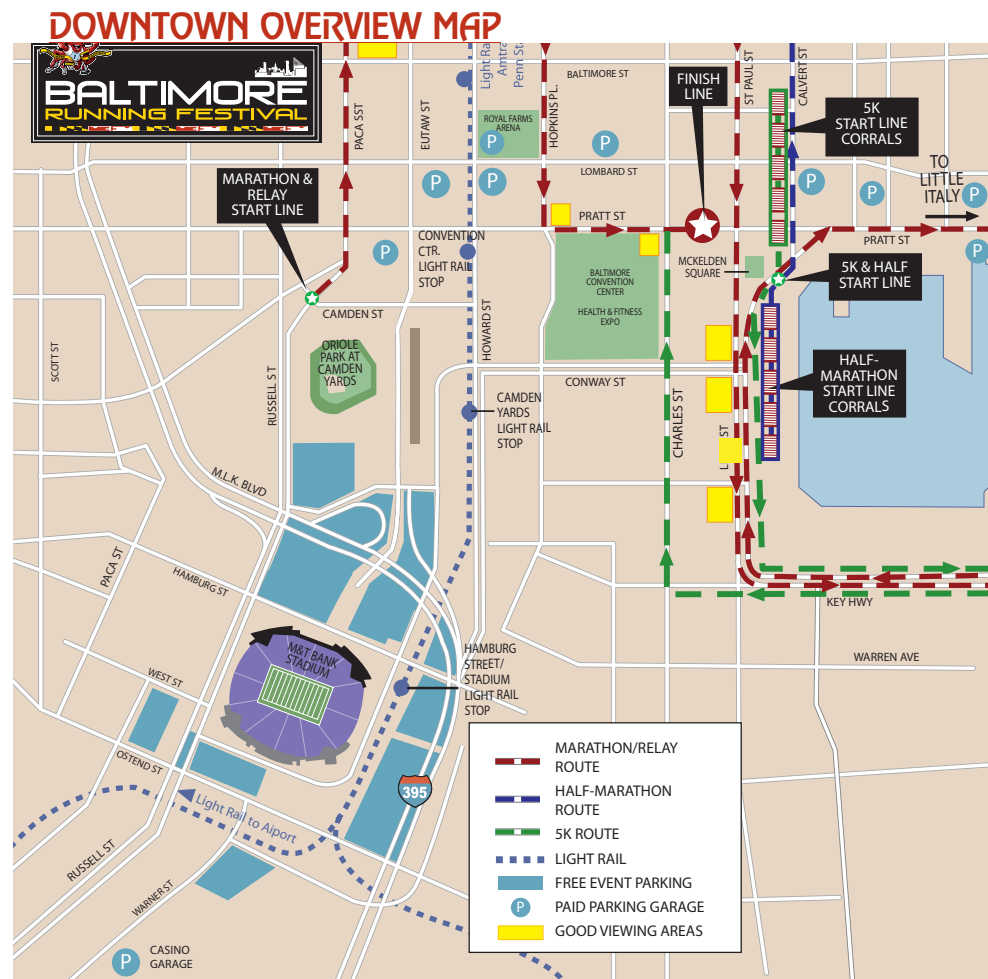 DOWNTOWN OVERVIEW MAP
BALTIMORE
RUNNING FESTIVAL
PACA SST
EUTAW ST
Light Ra
Amtra
Penn Sta
HOPKINS PL.
BALTIMORE ST
FINISH
LINE
ST PAUL ST
CALVERT ST
5K
START LINE
CORRALS
ROYAL FARMS
ARENA
P
P
P
P
P
P
P
LOMBARD ST
TO
LITTLE
ITALY
MARATHON &
RELAY
START LINE
PRATT ST
PRATT ST
P
P
CONVENTION
CTR.
LIGHT RAIL
STOP
MCKELDEN
SQUARE
5K & HALF
START LINE
BALTIMORE
CONVENTION
CENTER
HEALTH & FITNESS
EXPO
CAMDEN ST
HOWARD ST
SCOTT ST
RUSSELL ST
ORIOLE
PARK AT
CAMDEN
YARDS
CONWAY ST
CHARLES ST
HALF-
MARATHON
START LINE
CORRALS
CAMDEN
YARDS
LIGHT RAIL
STOP
L
ST
M.L.K. BLVD
PACA ST
HAMBURG ST
KEY HWY
WARREN AVE
M&T BANK
STADIUM
HAMBURG
STREET/
STADIUM
LIGHT RAIL
STOP
WEST ST
OSTEND ST
395
Light Rail to Aiport
RUSSELL ST
WARNER ST
P
CASINO
GARAGE
MARATHON/RELAY
ROUTE
HALF-MARATHON
ROUTE
5K ROUTE
LIGHT RAIL
FREE EVENT PARKING
P
PAID PARKING GARAGE
GOOD VIEWING AREAS